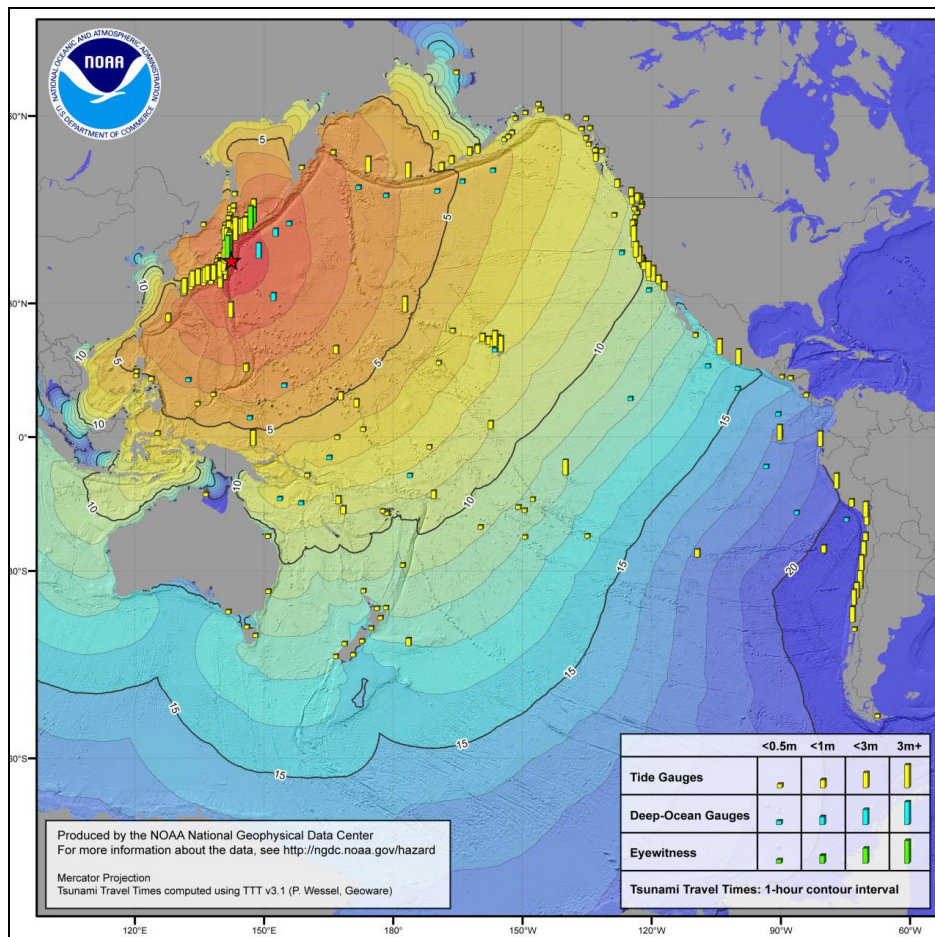 NATIONAL OCEANIC AND ATMOSPHERIC ADMINISTRATION
NOAA
U.S. DEPARTMENT OF COMMERCE
5
10
5
5
10
10
5
10
10
10
10
15
15
20
15
15
15
0°
<0.5m <1m <3m 3m+
Tide Gauges
Deep-Ocean Gauges
Eyewitness
Tsunami Travel Times: 1-hour contour interval
Produced by the NOAA National Geophysical Data Center
For more information about the data, see http://ngdc.noaa.gov/hazard
Mercator Projection
Tsunami Travel Times computed using TTT v3.1 (P. Wessel, Geoware)
120°E 150°E 180° 150°W 120°W 90°W 60°W